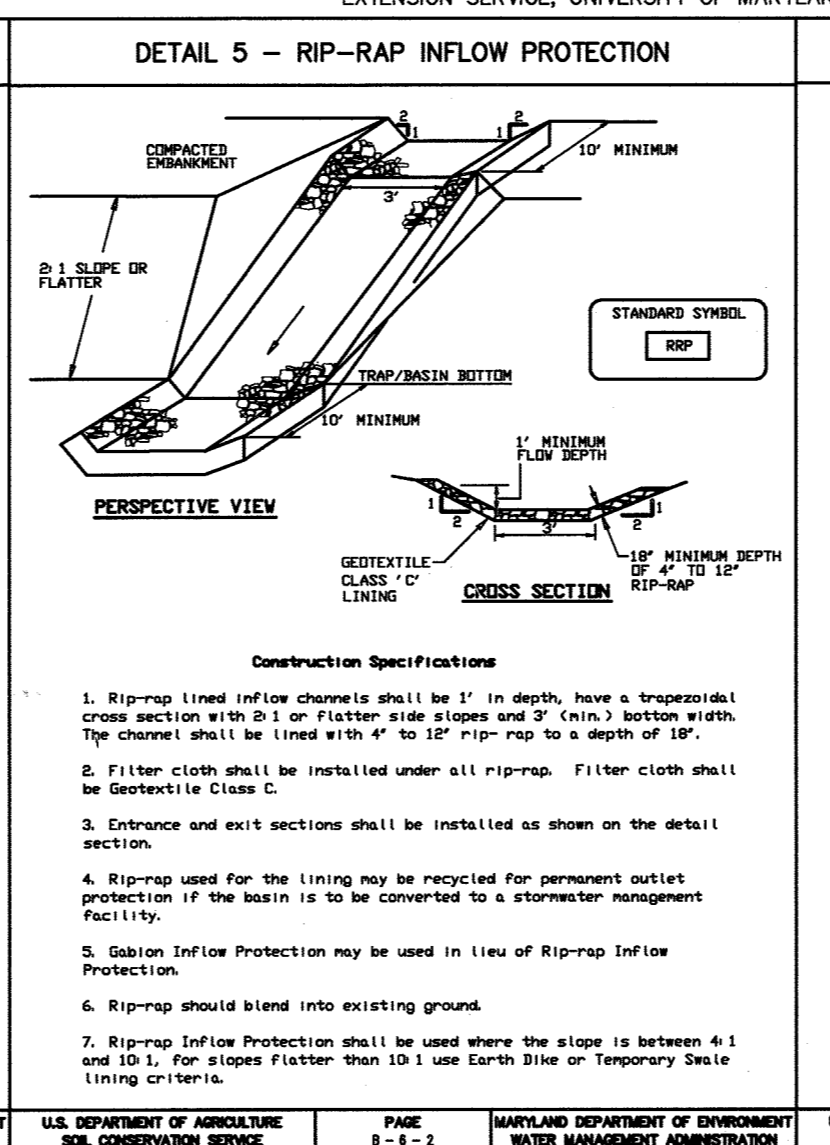 EXTENSION SERVICE, UNIVERSITY OF
DETAIL 5 - RIP-RAP INFLOW PROTECTION
COMPACTED
EMBANKMENT
2
1
2
1
10' MINIMUM
3'
2:1 SLOPE OR
FLATTER
STANDARD SYMBOL
RRP
TRAP/BASIN BOTTOM
10' MINIMUM
1' MINIMUM
FLOW DEPTH
PERSPECTIVE VIEW
1
2
3'
2
1
GEOTEXTILE
CLASS 'C'
LINING
18" MINIMUM DEPTH
OF 4" TO 12"
RIP-RAP
CROSS SECTION
Construction Specifications
1. Rip-rap lined inflow channels shall be 1' in depth, have a trapezoidal
cross section with 2:1 or flatter side slopes and 3' (min.) bottom width.
The channel shall be lined with 4" to 12" rip- rap to a depth of 18".
2. Filter cloth shall be installed under all rip-rap. Filter cloth shall
be Geotextile Class C.
3. Entrance and exit sections shall be installed as shown on the detail
section.
4. Rip-rap used for the lining may be recycled for permanent outlet
protection if the basin is to be converted to a stormwater management
facility.
5. Gabion Inflow Protection may be used in lieu of Rip-rap Inflow
Protection.
6. Rip-rap should blend into existing ground.
7. Rip-rap Inflow Protection shall be used where the slope is between 4:1
and 10:1, for slopes flatter than 10:1 use Earth Dike or Temporary Swale
lining criteria.
U.S. DEPARTMENT OF AGRICULTURE
SOIL CONSERVATION SERVICE
PAGE
B - 6 - 2
MARYLAND DEPARTMENT OF ENVIRONMENT
WATER MANAGEMENT ADMINISTRATION